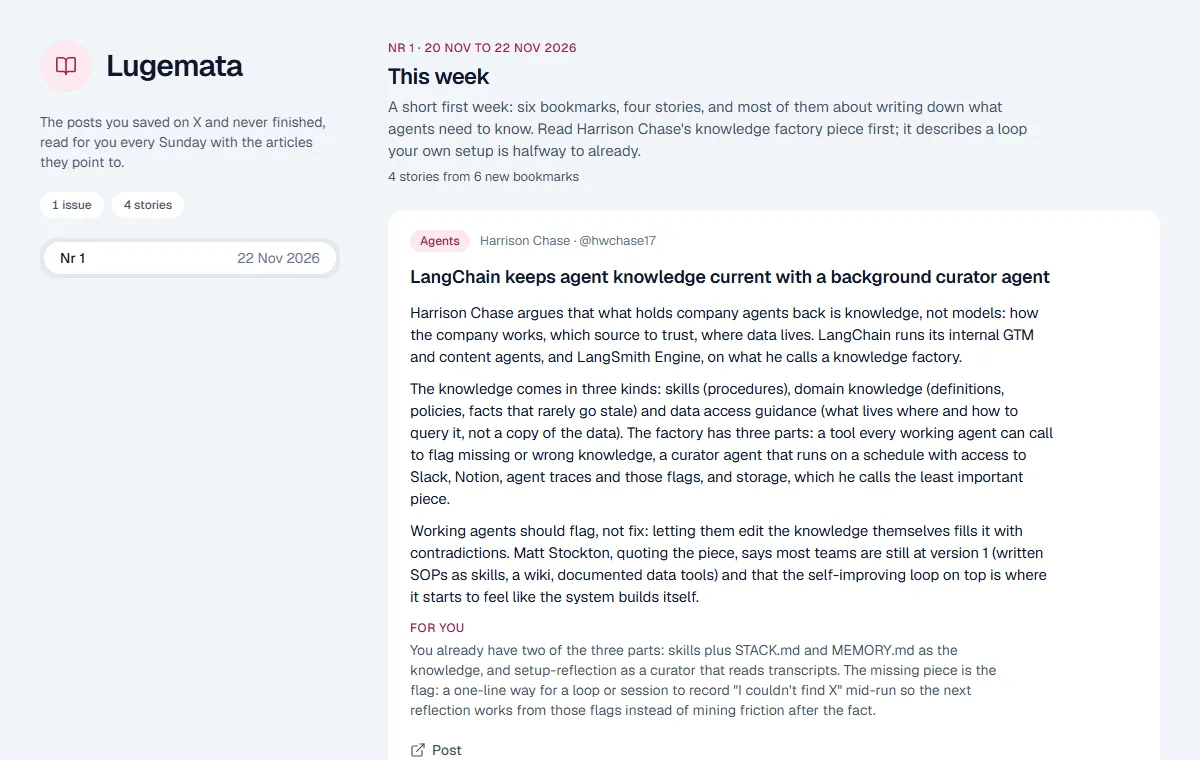 Lugemata
The posts you saved on X and never finished,
read for you every Sunday with the articles
they point to.
1 issue
4 stories
Nr 1
22 Nov 2026
NR 1 · 20 NOV TO 22 NOV 2026
This week
A short first week: six bookmarks, four stories, and most of them about writing down what
agents need to know. Read Harrison Chase's knowledge factory piece first; it describes a loop
your own setup is halfway to already.
4 stories from 6 new bookmarks
Agents
Harrison Chase · @hwchase17
LangChain keeps agent knowledge current with a background curator agent
Harrison Chase argues that what holds company agents back is knowledge, not models: how
the company works, which source to trust, where data lives. LangChain runs its internal GTM
and content agents, and LangSmith Engine, on what he calls a knowledge factory.
The knowledge comes in three kinds: skills (procedures), domain knowledge (definitions,
policies, facts that rarely go stale) and data access guidance (what lives where and how to
query it, not a copy of the data). The factory has three parts: a tool every working agent can call
to flag missing or wrong knowledge, a curator agent that runs on a schedule with access to
Slack, Notion, agent traces and those flags, and storage, which he calls the least important
piece.
Working agents should flag, not fix: letting them edit the knowledge themselves fills it with
contradictions. Matt Stockton, quoting the piece, says most teams are still at version 1 (written
SOPs as skills, a wiki, documented data tools) and that the self-improving loop on top is where
it starts to feel like the system builds itself.
FOR YOU
You already have two of the three parts: skills plus STACK.md and MEMORY.md as the
knowledge, and setup-reflection as a curator that reads transcripts. The missing piece is the
flag: a one-line way for a loop or session to record "I couldn't find X" mid-run so the next
reflection works from those flags instead of mining friction after the fact.
Post